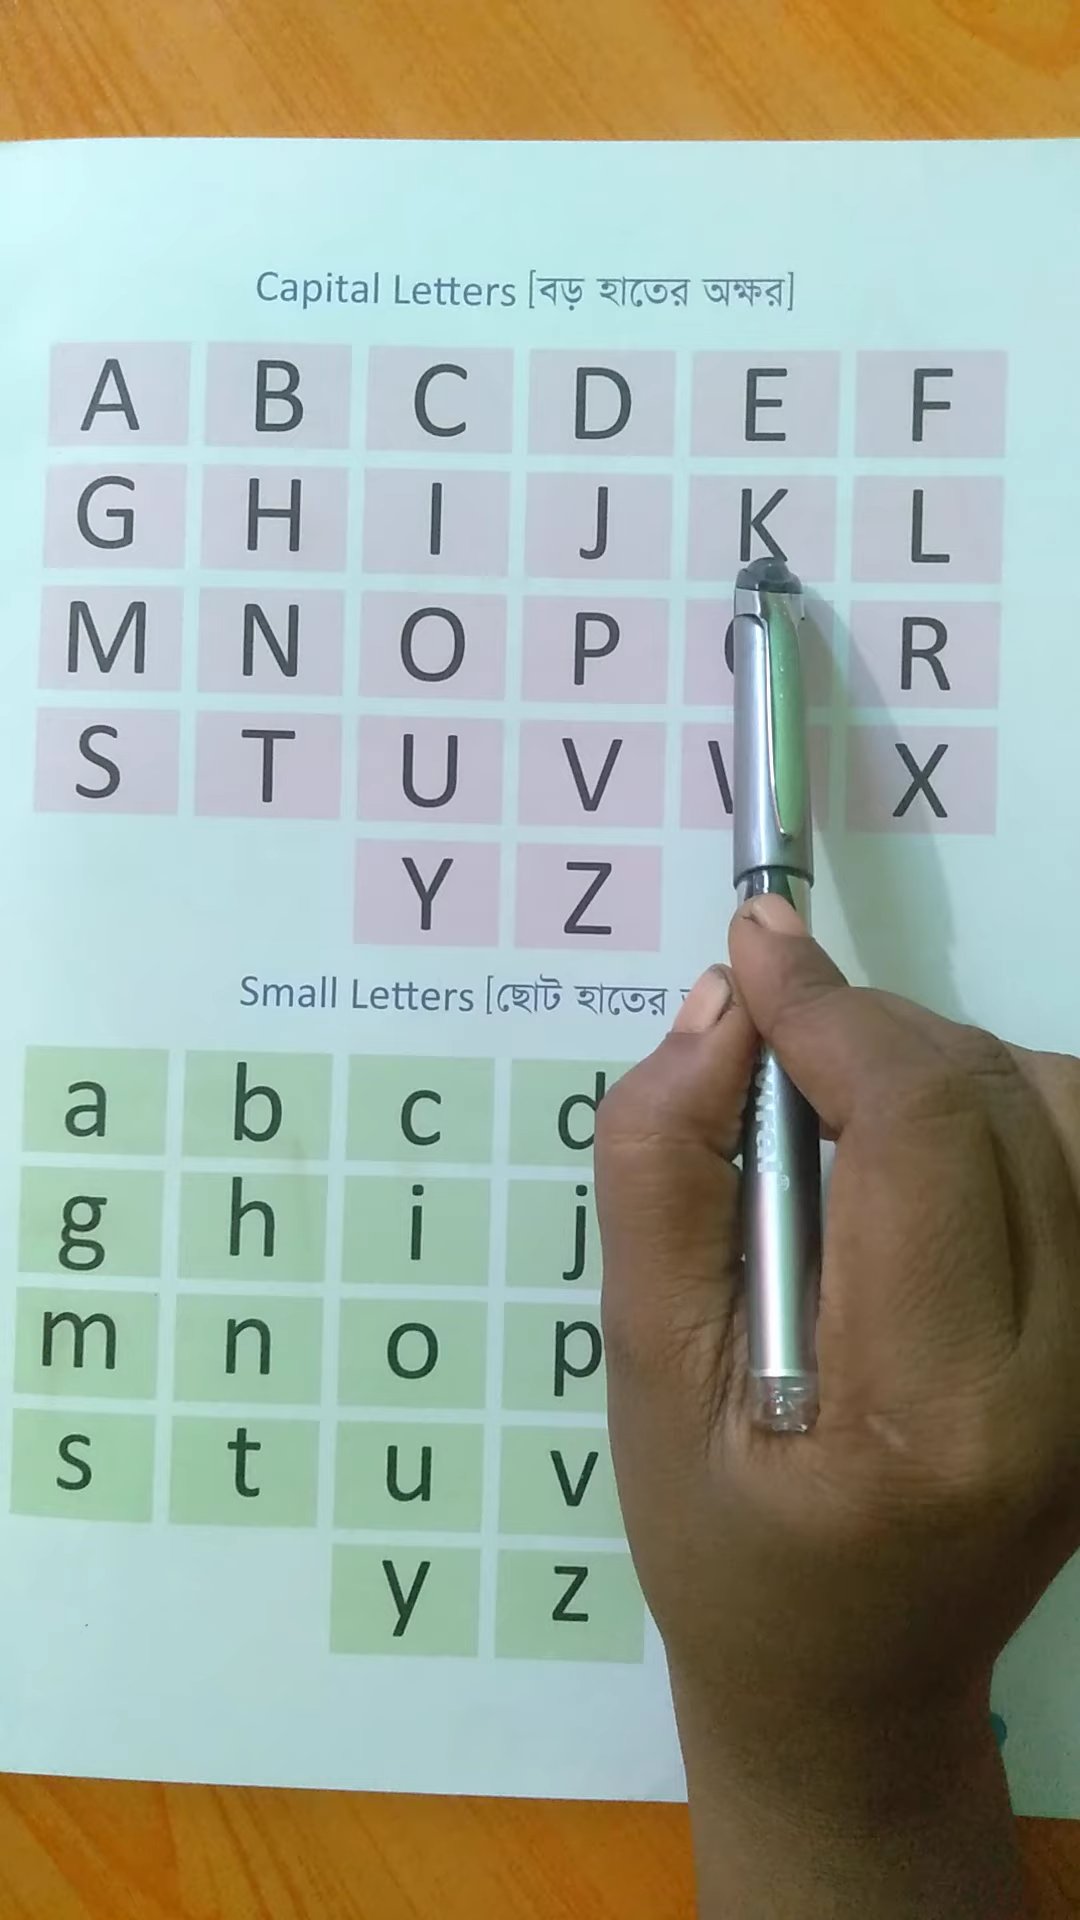 Capital Letters [বড় হাতের অক্ষর]
A B C D E F
G H I J K L
M N O P R
S T U V X
Y Z
Small Letters [ছোট হাতের
a b c d
g h i j
m n o p
s t u v
y z